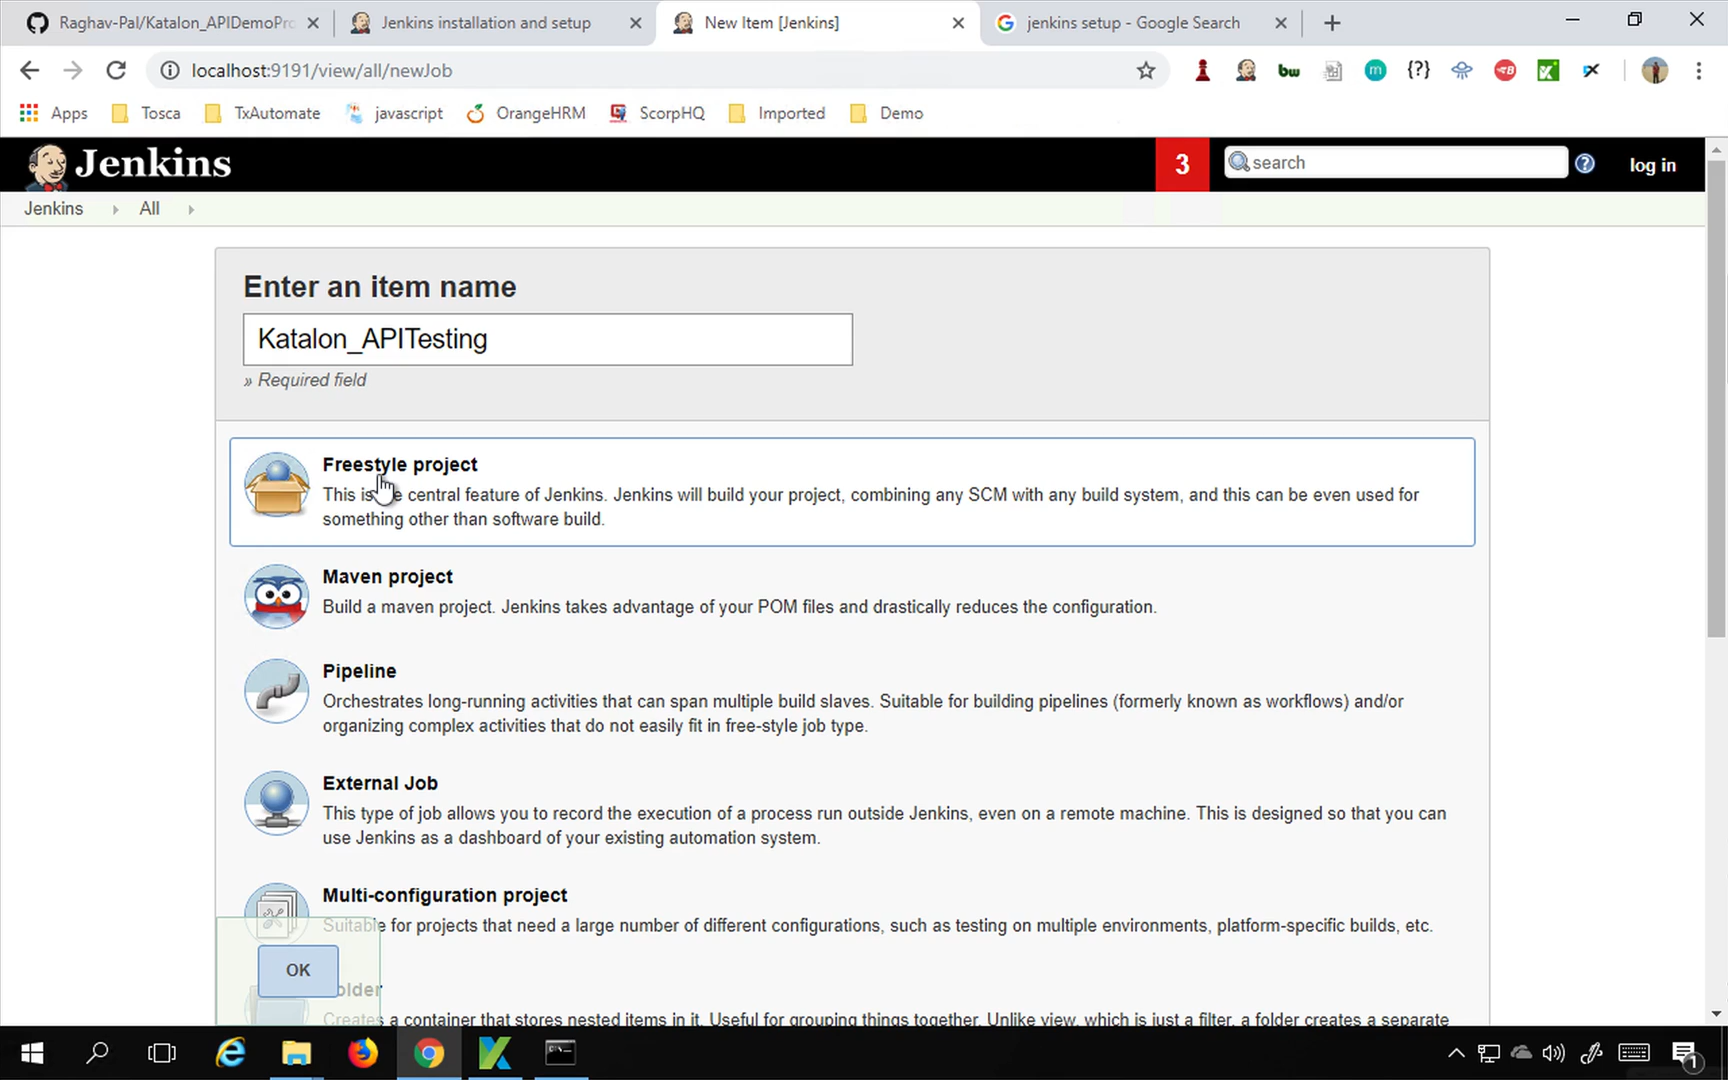 Raghav-Pal/Katalon_APIDemoPro
Jenkins installation and setup
New Item [Jenkins]
jenkins setup - Google Search
localhost:9191/view/all/newJob
bw
m
{?}
Apps
Tosca
TxAutomate
javascript
OrangeHRM
ScorpHQ
Imported
Demo
Jenkins
3
search
log in
Jenkins
All
Enter an item name
Katalon_APITesting
» Required field
Freestyle project
This is central feature of Jenkins. Jenkins will build your project, combining any SCM with any build system, and this can be even used for
something other than software build.
Maven project
Build a maven project. Jenkins takes advantage of your POM files and drastically reduces the configuration.
Pipeline
Orchestrates long-running activities that can span multiple build slaves. Suitable for building pipelines (formerly known as workflows) and/or
organizing complex activities that do not easily fit in free-style job type.
External Job
This type of job allows you to record the execution of a process run outside Jenkins, even on a remote machine. This is designed so that you can
use Jenkins as a dashboard of your existing automation system.
Multi-configuration project
Suitable for projects that need a large number of different configurations, such as testing on multiple environments, platform-specific builds, etc.
OK
older
Creates a container that stores nested items in it. Useful for grouping things together. Unlike view, which is just a filter, a folder creates a separate
1